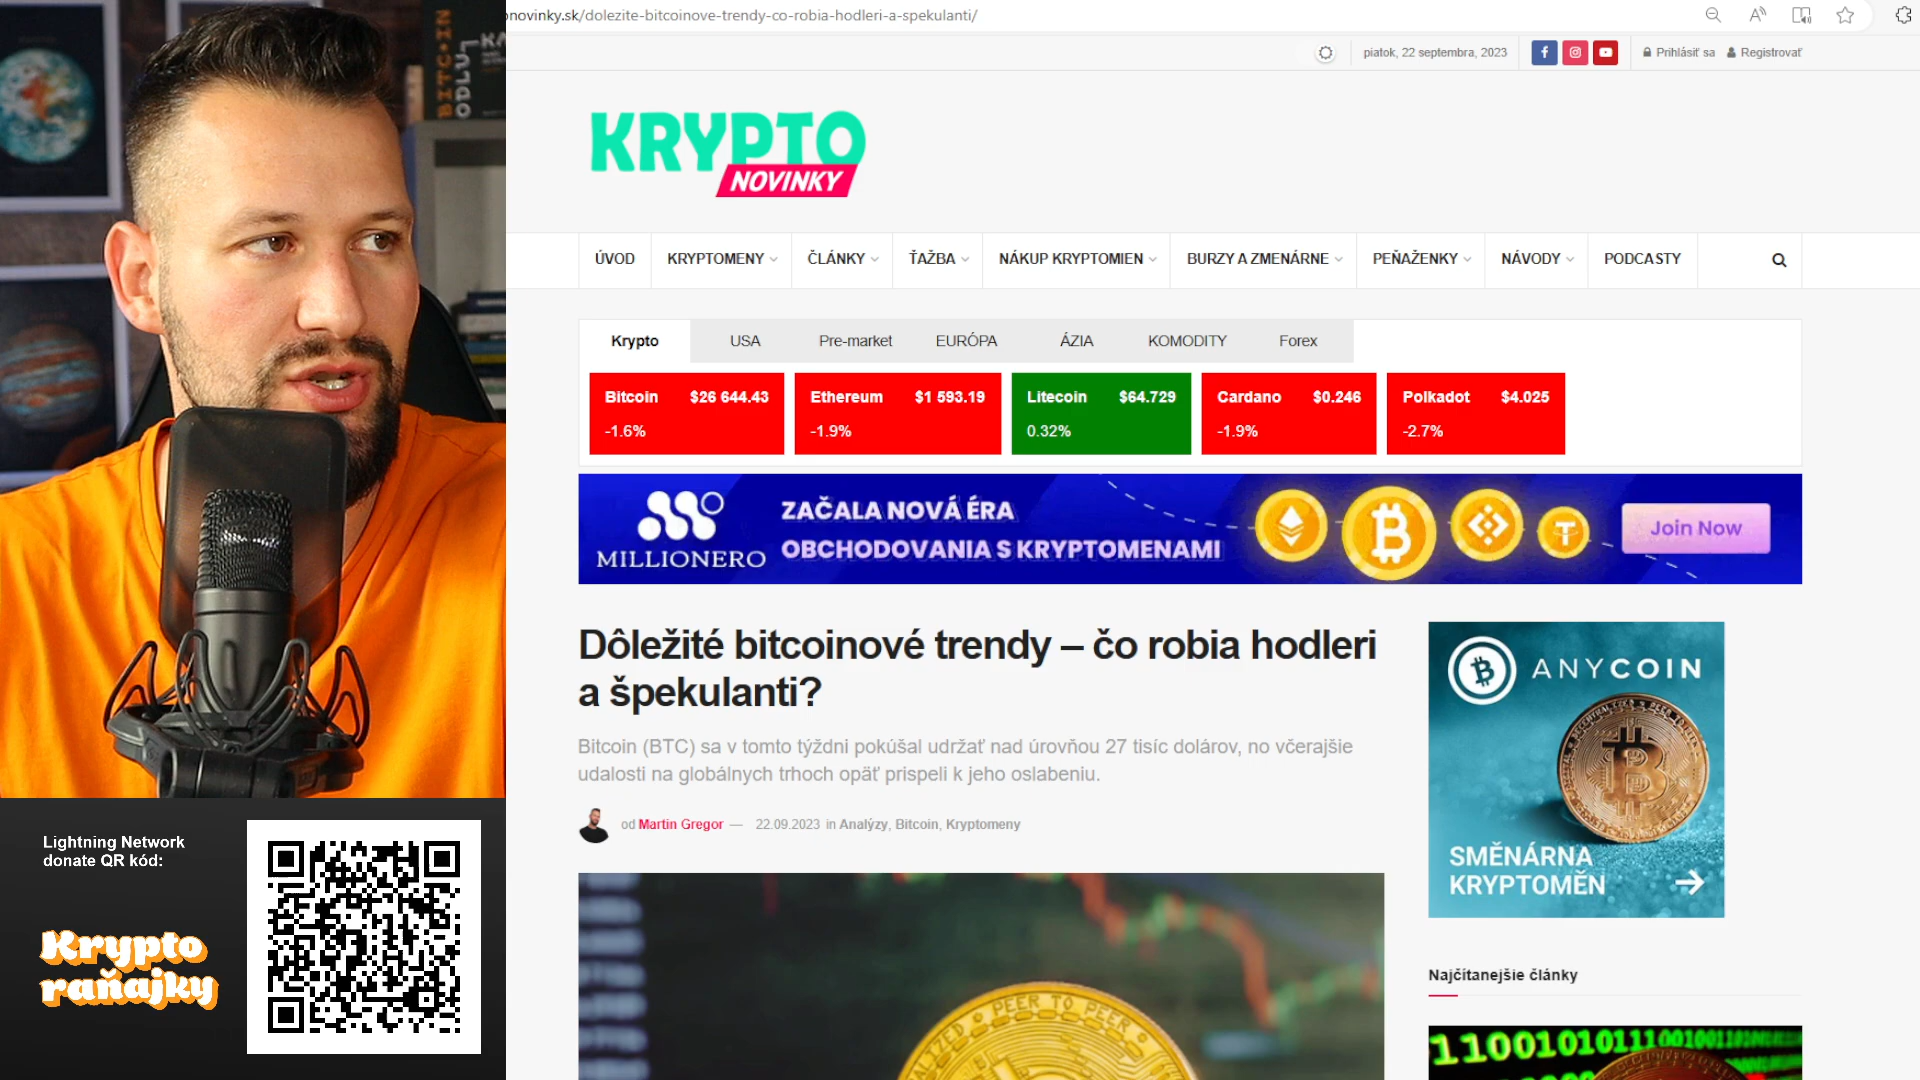 onovinky.sk/dolezite-bitcoinove-trendy-co-robia-hodleri-a-spekulanti/
piatok, 22 septembra, 2023
Prihlásiť sa
Registrovať
KRYPTO
NOVINKY
ÚVOD
KRYPTOMENY
ČLÁNKY
ŤAŽBA
NÁKUP KRYPTOMIEN
BURZY A ZMENÁRNE
PEŇAŽENKY
NÁVODY
PODCASTY
Krypto
USA
Pre-market
EURÓPA
ÁZIA
KOMODITY
Forex
Bitcoin $26 644.43
-1.6%
Ethereum $1 593.19
-1.9%
Litecoin $64.729
0.32%
Cardano $0.246
-1.9%
Polkadot $4.025
-2.7%
MILLIONERO
ZAČALA NOVÁ ÉRA
OBCHODOVANIA S KRYPTOMENAMI
Join Now
Dôležité bitcoinové trendy – čo robia hodleri
a špekulanti?
Bitcoin (BTC) sa v tomto týždni pokúšal udržať nad úrovňou 27 tisíc dolárov, no včerajšie
udalosti na globálnych trhoch opäť prispeli k jeho oslabeniu.
od Martin Gregor — 22.09.2023 in Analýzy, Bitcoin, Kryptomeny
PEER TO PEER
ANYCOIN
SMĚNÁRNA
KRYPTOMĚN
Najčítanejšie články
BITCOIN
ODLU
Lightning Network
donate QR kód:
Krypto
raňajky